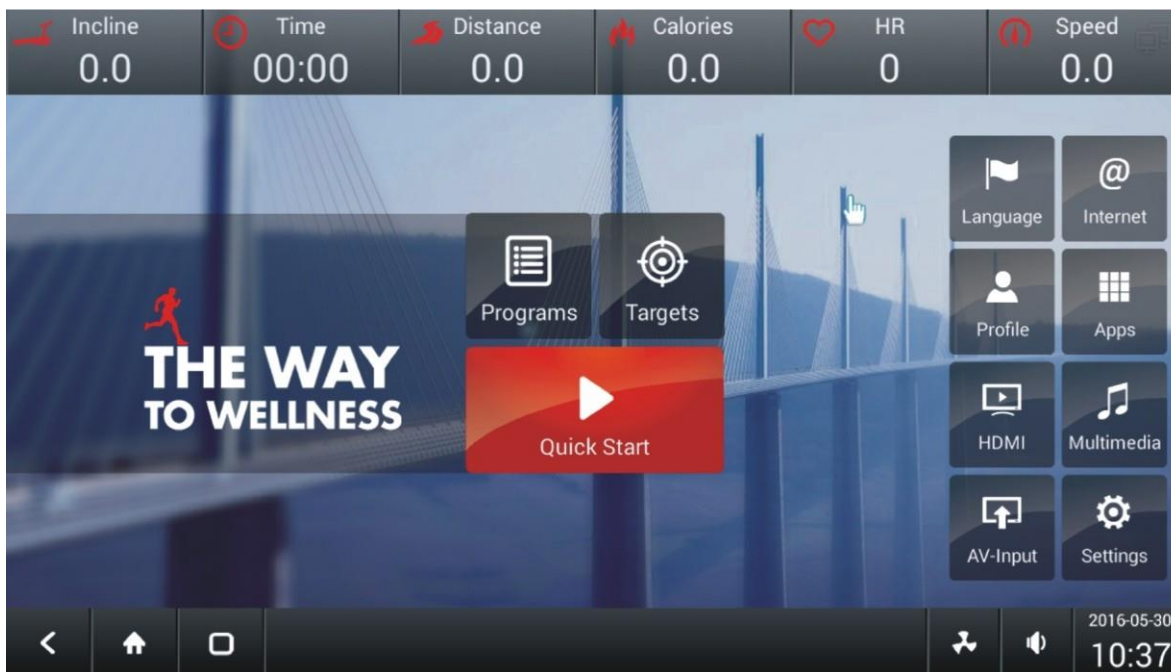 Incline
0.0
Time
00:00
Distance
0.0
Calories
0.0
HR
0
Speed
0.0
THE WAY
TO WELLNESS
Programs
Targets
Quick Start
Language
@
Internet
Profile
Apps
HDMI
Multimedia
AV-Input
Settings
2016-05-30
10:37